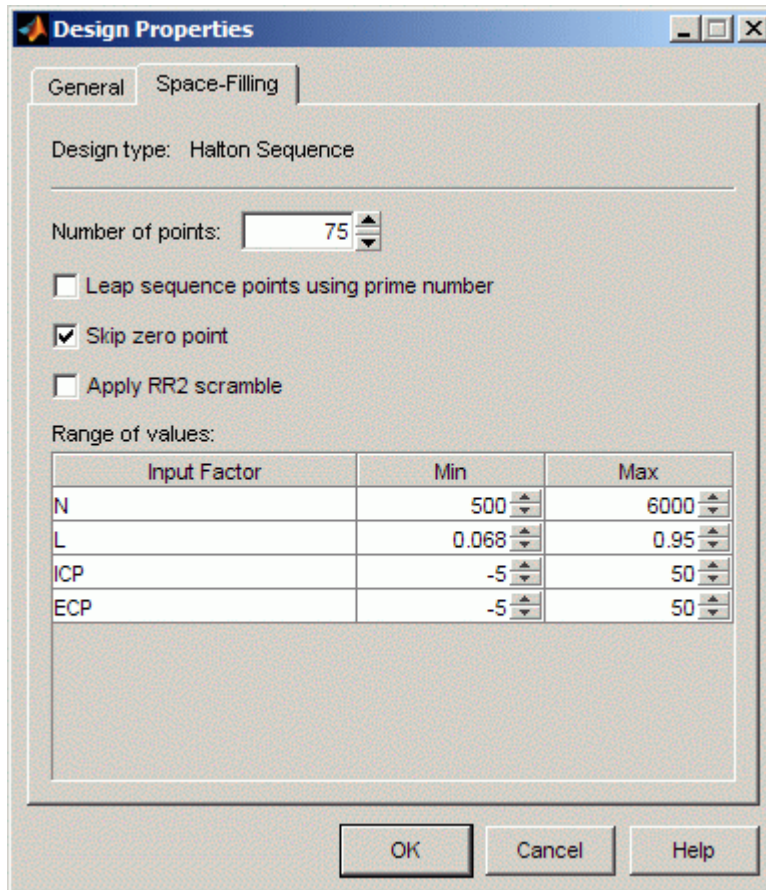 Design Properties
General Space-Filling
Design type: Halton Sequence
Number of points: 75
Leap sequence points using prime number
Skip zero point
Apply RR2 scramble
Range of values:
Input Factor Min Max
N 500 6000
L 0.068 0.95
ICP -5 50
ECP -5 50
OK Cancel Help